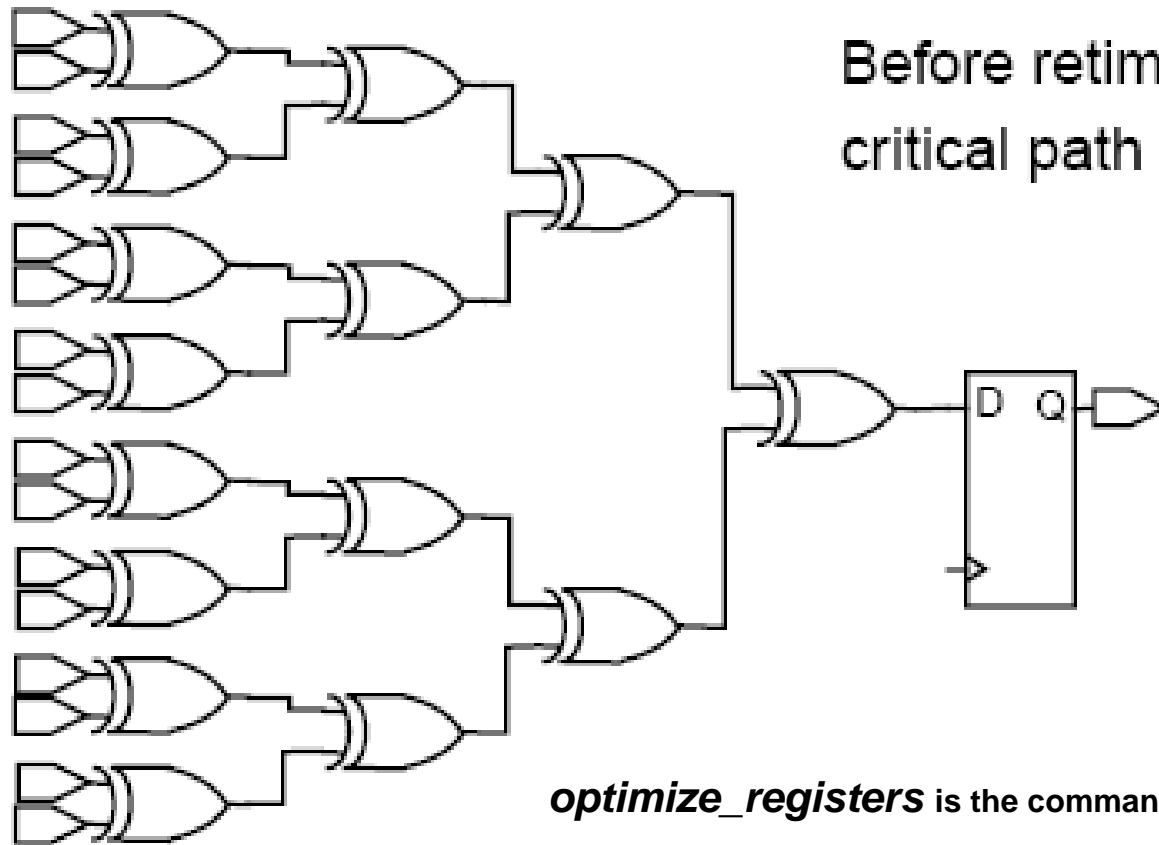 Before retim
critical path
D Q
optimize_registers is the comman